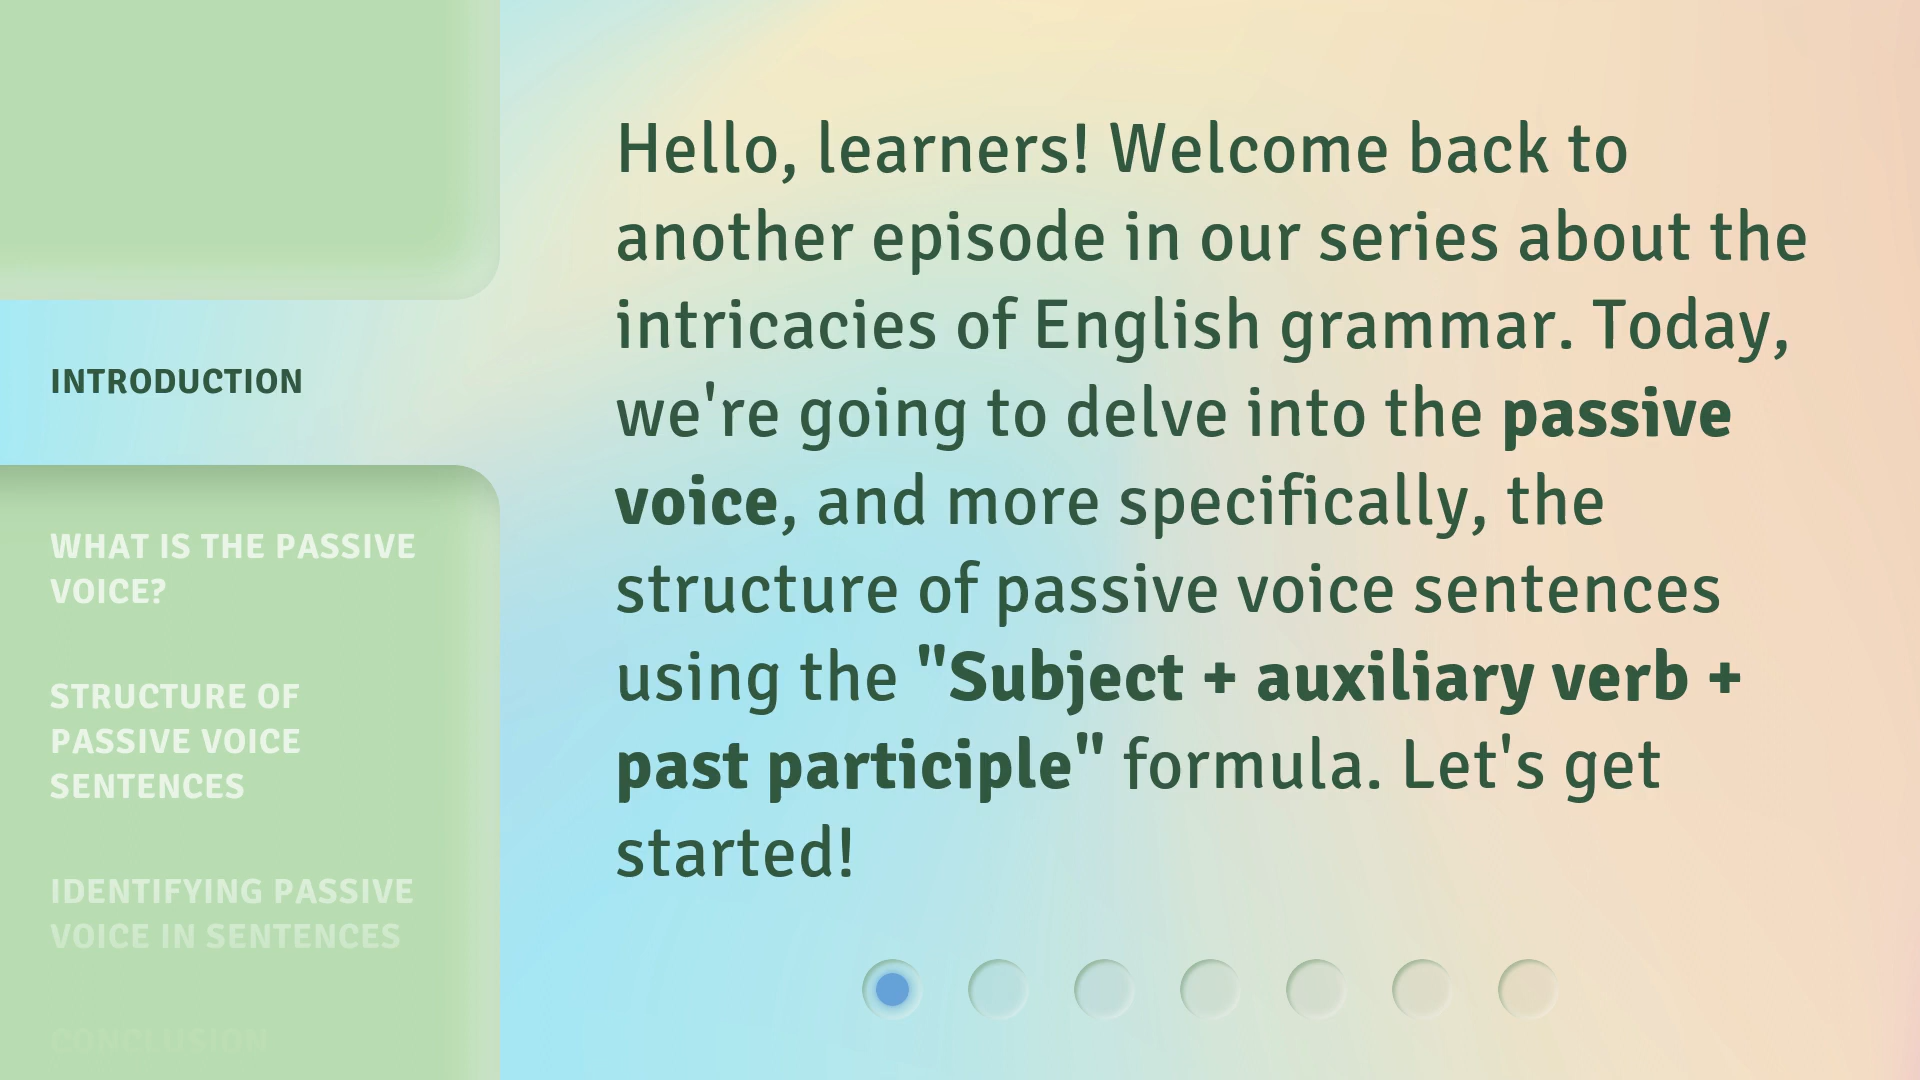 INTRODUCTION
WHAT IS THE PASSIVE
VOICE?
STRUCTURE OF
PASSIVE VOICE
SENTENCES
IDENTIFYING PASSIVE
VOICE IN SENTENCES
CONCLUSION
Hello, learners! Welcome back to
another episode in our series about the
intricacies of English grammar. Today,
we're going to delve into the passive
voice, and more specifically, the
structure of passive voice sentences
using the "Subject + auxiliary verb +
past participle" formula. Let's get
started!